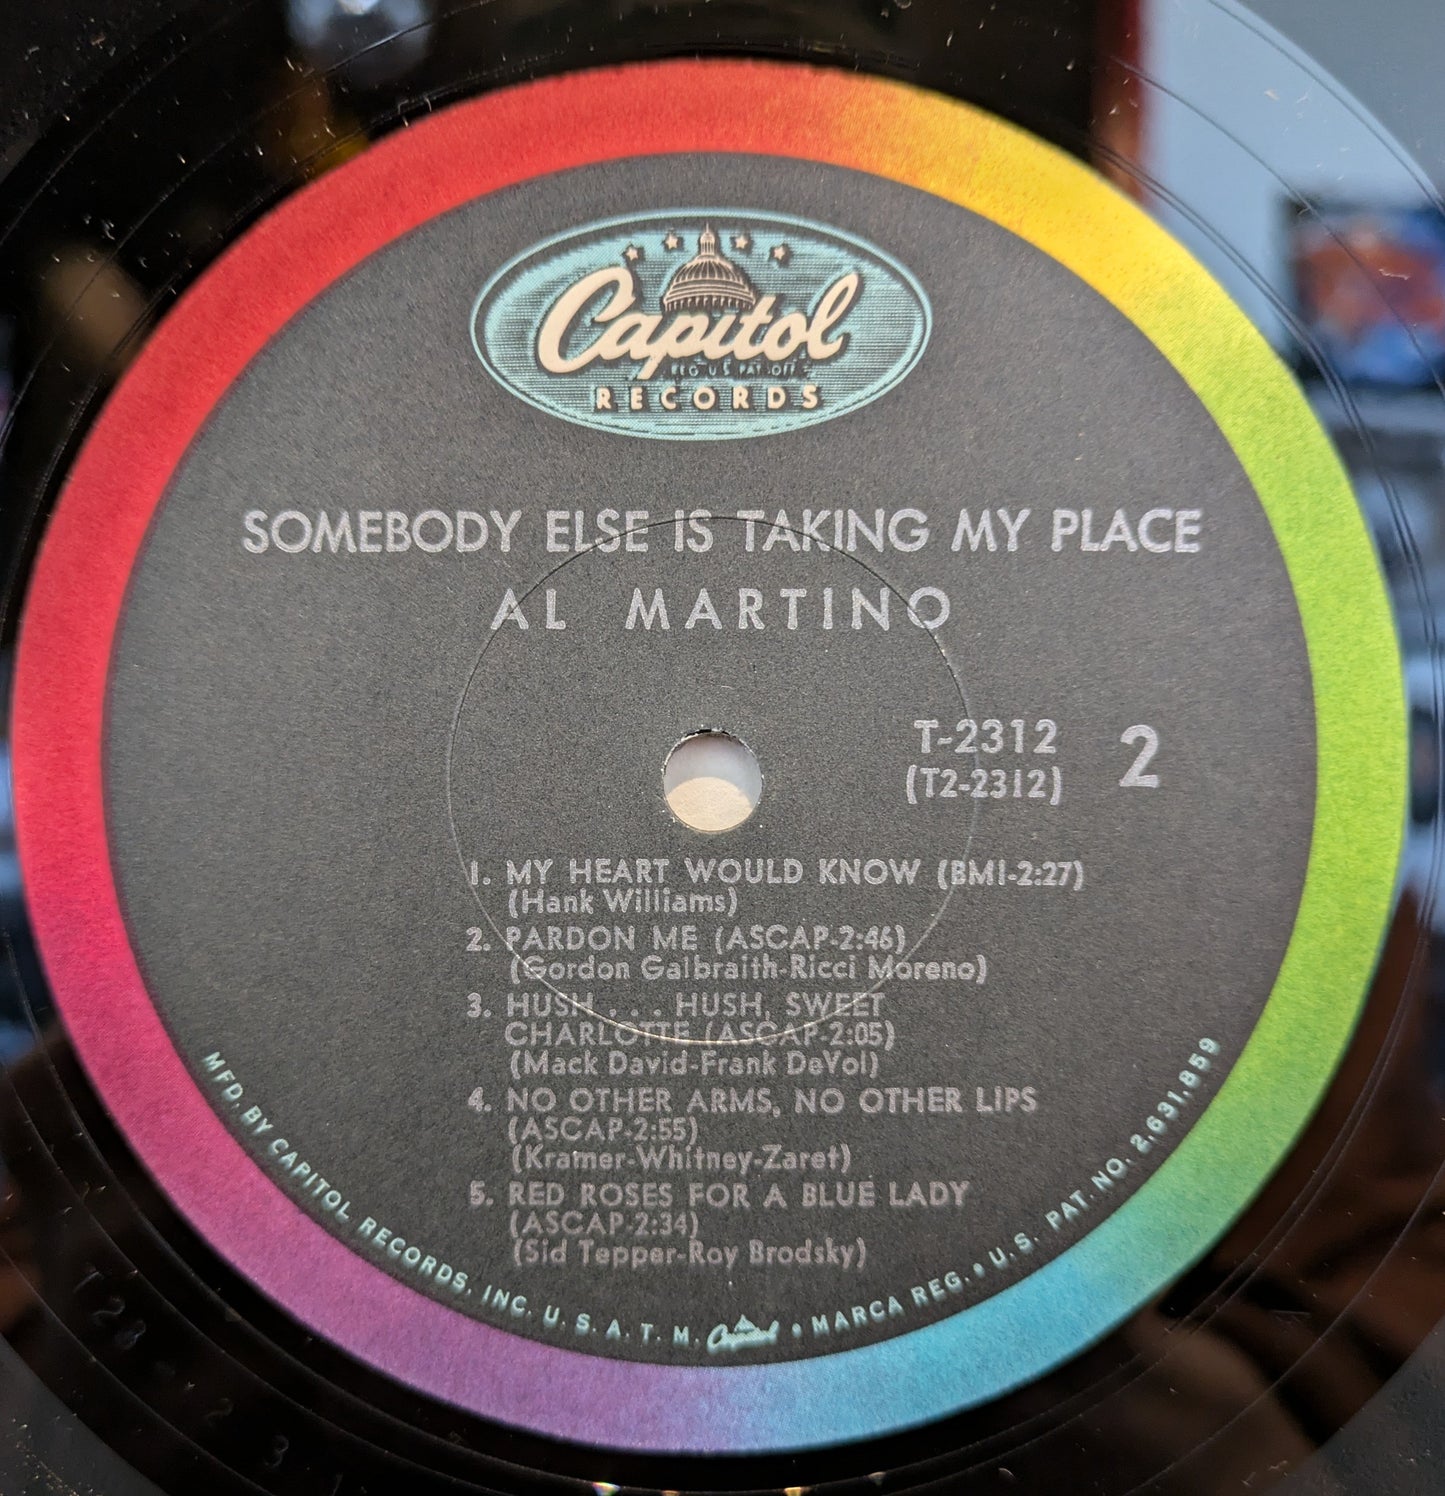 Capitol
REG. U.S. PAT. OFF.
RECORDS
SOMEBODY ELSE IS TAKING MY PLACE
AL MARTINO
T-2312
(T2-2312)
2
1. MY HEART WOULD KNOW (BMI-2:27)
(Hank Williams)
2. PARDON ME (ASCAP-2:46)
(Gordon Galbraith-Ricci Moreno)
3. HUSH . . . HUSH, SWEET
CHARLOTTE (ASCAP-2:05)
(Mack David-Frank DeVol)
4. NO OTHER ARMS, NO OTHER LIPS
(ASCAP-2:55)
(Kramer-Whitney-Zaret)
5. RED ROSES FOR A BLUE LADY
(ASCAP-2:34)
(Sid Tepper-Roy Brodsky)
MFD. BY CAPITOL RECORDS, INC. U.S.A. T.M. Capitol • MARCA REG. • U.S. PAT. NO. 2,631,859